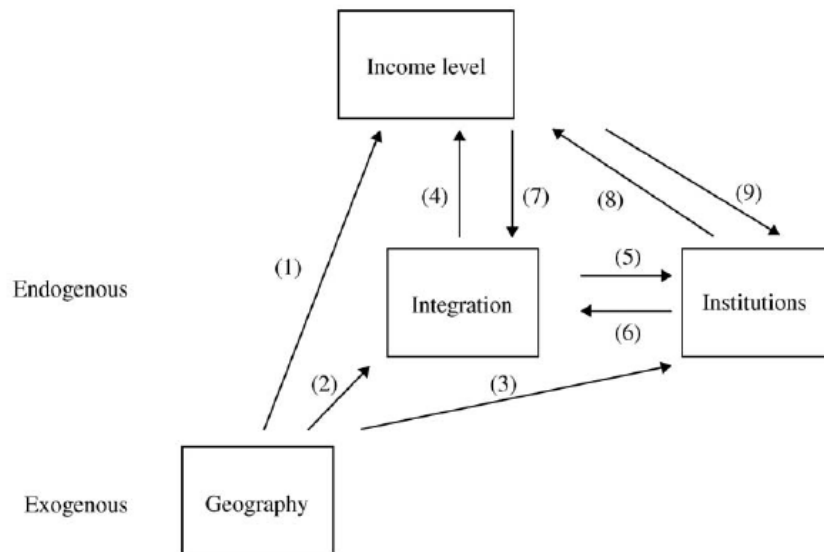 Income level
(4)
(7)
(8)
(9)
(1)
Endogenous
Integration
(5)
(6)
Institutions
(2)
(3)
Exogenous
Geography